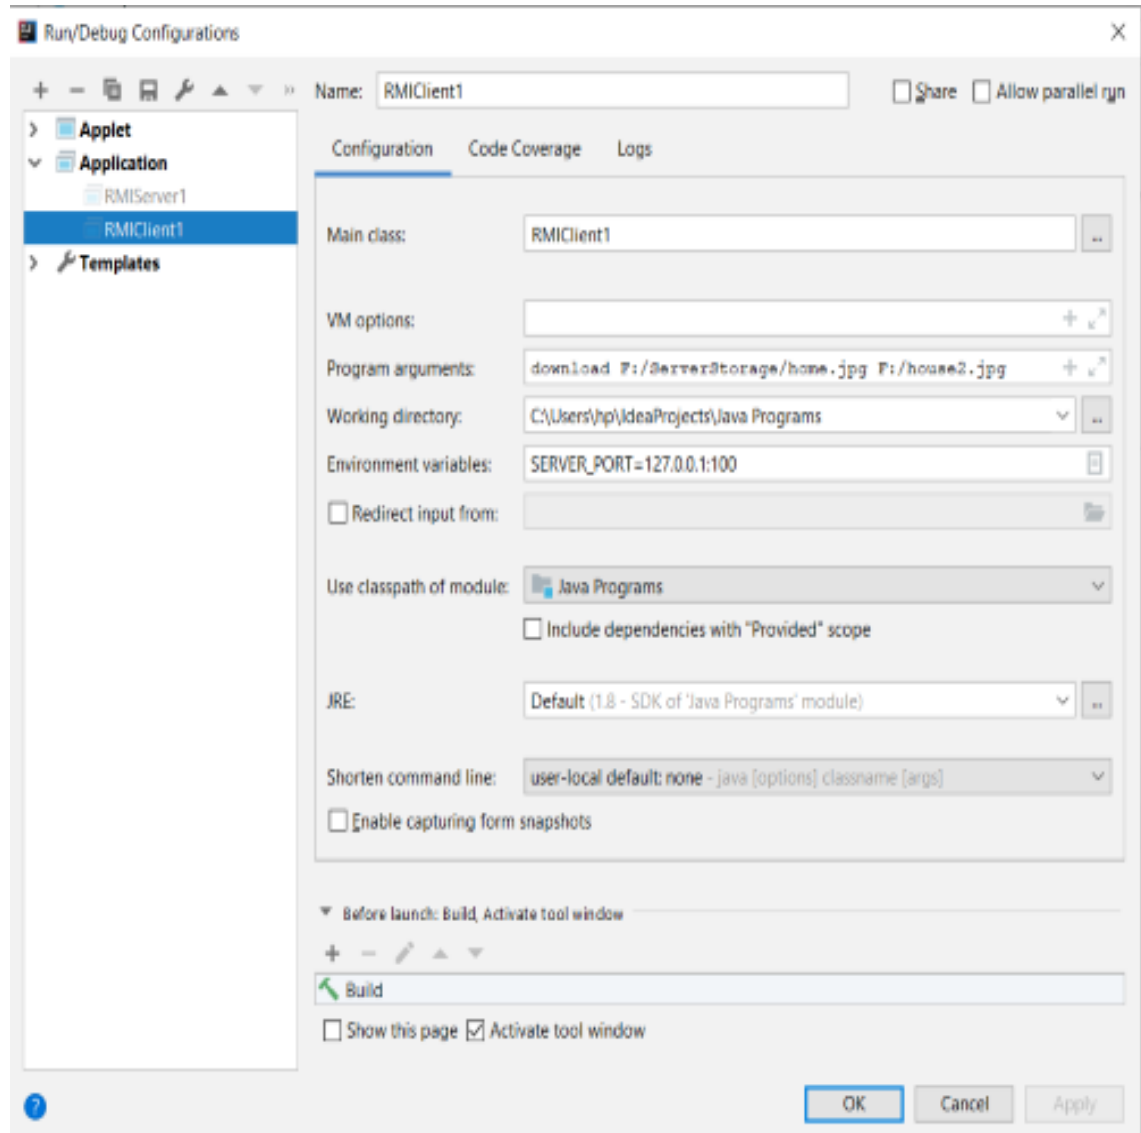 Run/Debug Configurations
Name: RMIClient1 Share Allow parallel run
Applet
Application
RMIServer1
RMIClient1
Templates
Configuration Code Coverage Logs
Main class: RMIClient1 ...
VM options:
Program arguments: download F:/ServerStorage/home.jpg F:/house2.jpg
Working directory: C:\Users\hp\IdeaProjects\Java Programs ...
Environment variables: SERVER_PORT=127.0.0.1:100
Redirect input from:
Use classpath of module: Java Programs
Include dependencies with "Provided" scope
JRE: Default (1.8 - SDK of 'Java Programs' module) ...
Shorten command line: user-local default: none - java [options] classname [args]
Enable capturing form snapshots
Before launch: Build, Activate tool window
Build
Show this page Activate tool window
? OK Cancel Apply